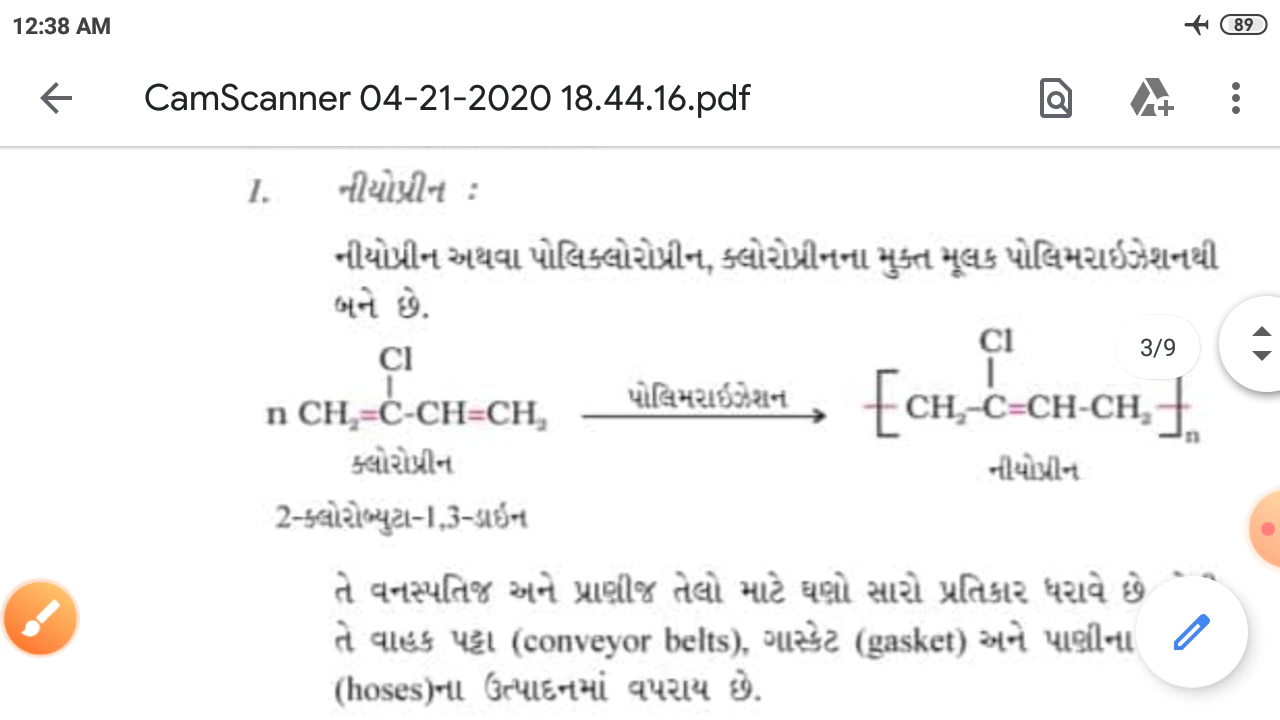 12:38 AM
89
CamScanner 04-21-2020 18.44.16.pdf
I. નીયોપ્રીન :
નીયોપ્રીન અથવા પોલિક્લોરોપ્રીન, ક્લોરોપ્રીનના મુક્ત મૂલક પોલિમરાઇઝેશનથી
બને છે.
Cl
Cl
3/9
n CH₂=C-CH=CH₂
પોલિમરાઇઝેશન
[CH₂-C=CH-CH₂]n
ક્લોરોપ્રીન
નીયોપ્રીન
2-ક્લોરોબ્યુટા-1,3-ડાઇન
તે વનસ્પતિજ અને પ્રાણીજ તેલો માટે ઘણો સારો પ્રતિકાર ધરાવે છે
તે વાહક પટ્ટા (conveyor belts), ગાસ્કેટ (gasket) અને પાણીના
(hoses)ના ઉત્પાદનમાં વપરાય છે.